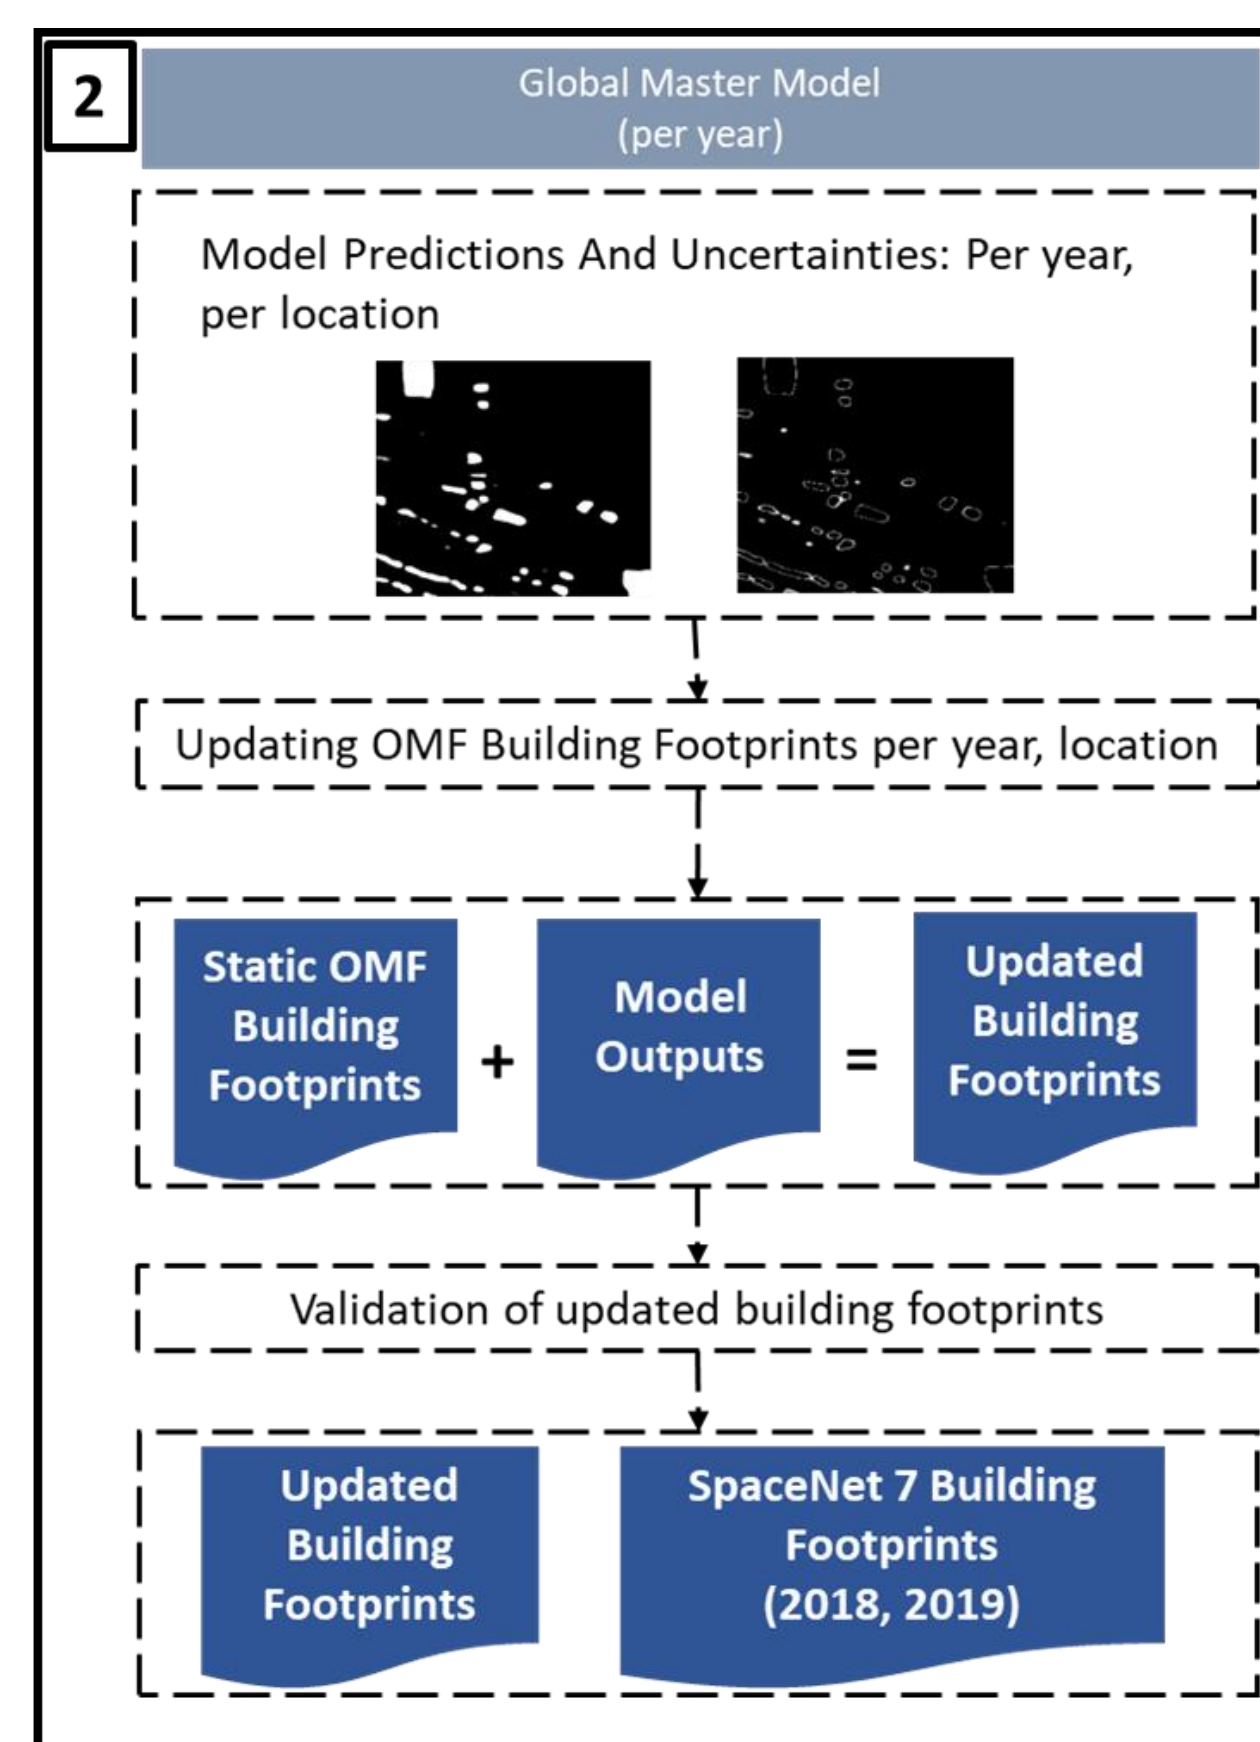 2
Global Master Model
(per year)
Model Predictions And Uncertainties: Per year,
per location
Updating OMF Building Footprints per year, location
Static OMF
Building
Footprints
+
Model
Outputs
=
Updated
Building
Footprints
Validation of updated building footprints
Updated
Building
Footprints
SpaceNet 7 Building
Footprints
(2018, 2019)